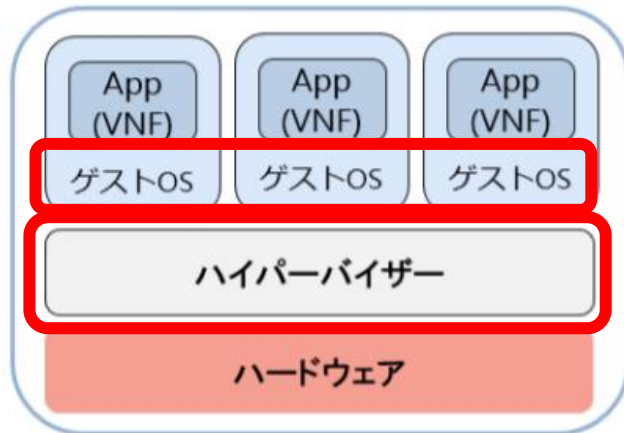 App App App
(VNF) (VNF) (VNF)
ゲストOS ゲストOS ゲストOS
ハイパーバイザー
ハードウェア